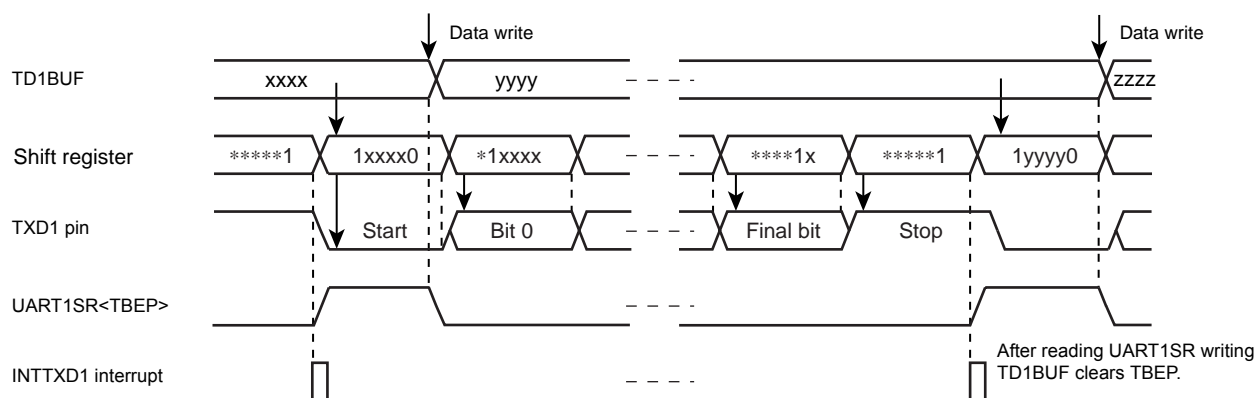 Data write
Data write
TD1BUF
xxxx
yyyy
zzzz
Shift register
*****1
1xxxx0
*1xxxx
****1x
*****1
1yyyy0
TXD1 pin
Start
Bit 0
Final bit
Stop
UART1SR<TBEP>
After reading UART1SR writing
TD1BUF clears TBEP.
INTTXD1 interrupt